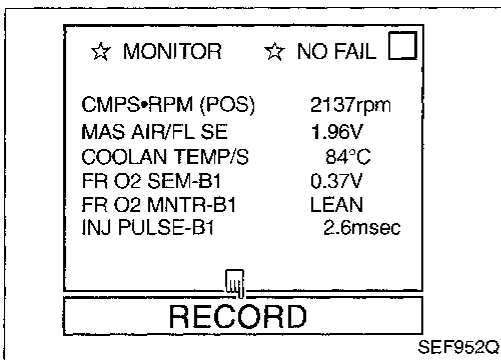 ☆ MONITOR ☆ NO FAIL
CMPS•RPM (POS) 2137rpm
MAS AIR/FL SE 1.96V
COOLAN TEMP/S 84°C
FR O2 SEM-B1 0.37V
FR O2 MNTR-B1 LEAN
INJ PULSE-B1 2.6msec
RECORD
SEF952Q